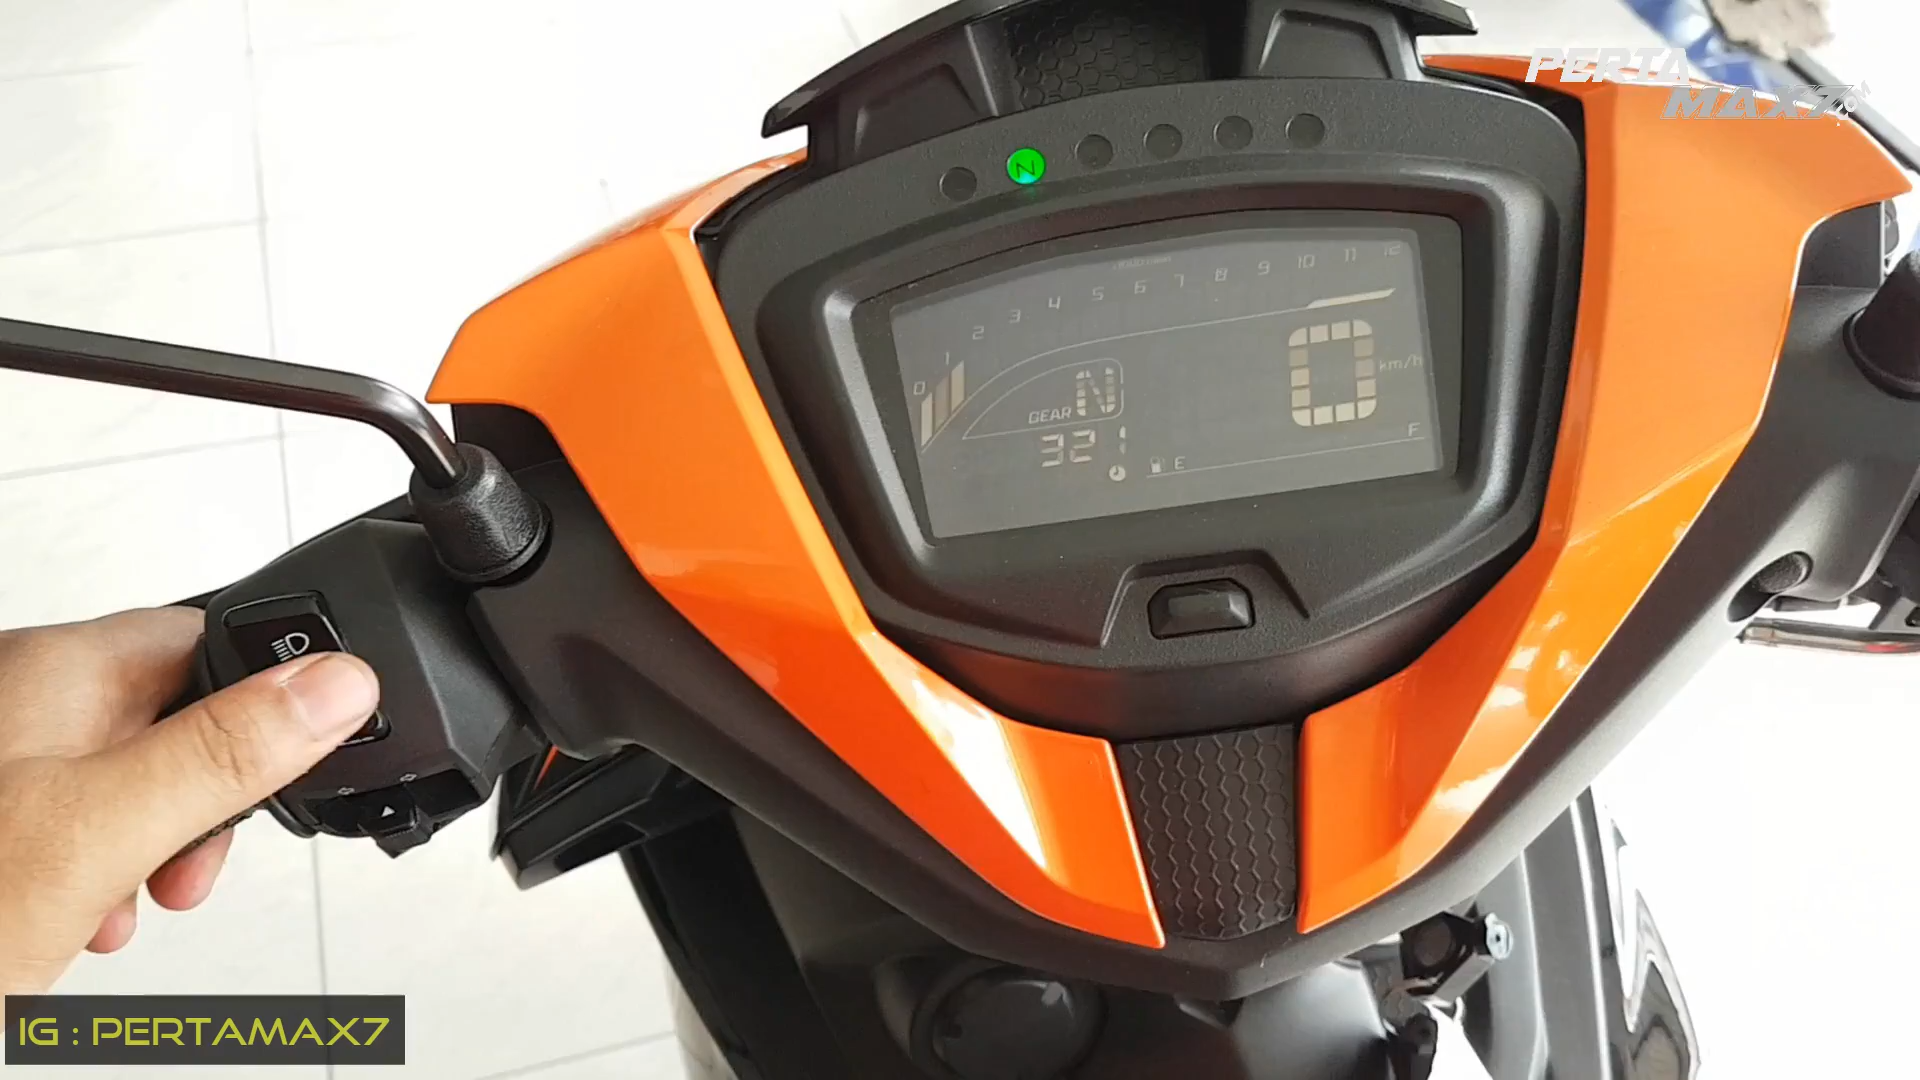 PERTA
MAX7
N
x1000r/min
0 1 2 3 4 5 6 7 8 9 10 11 12
0 km/h
GEAR N
321
E F
IG : PERTAMAX7